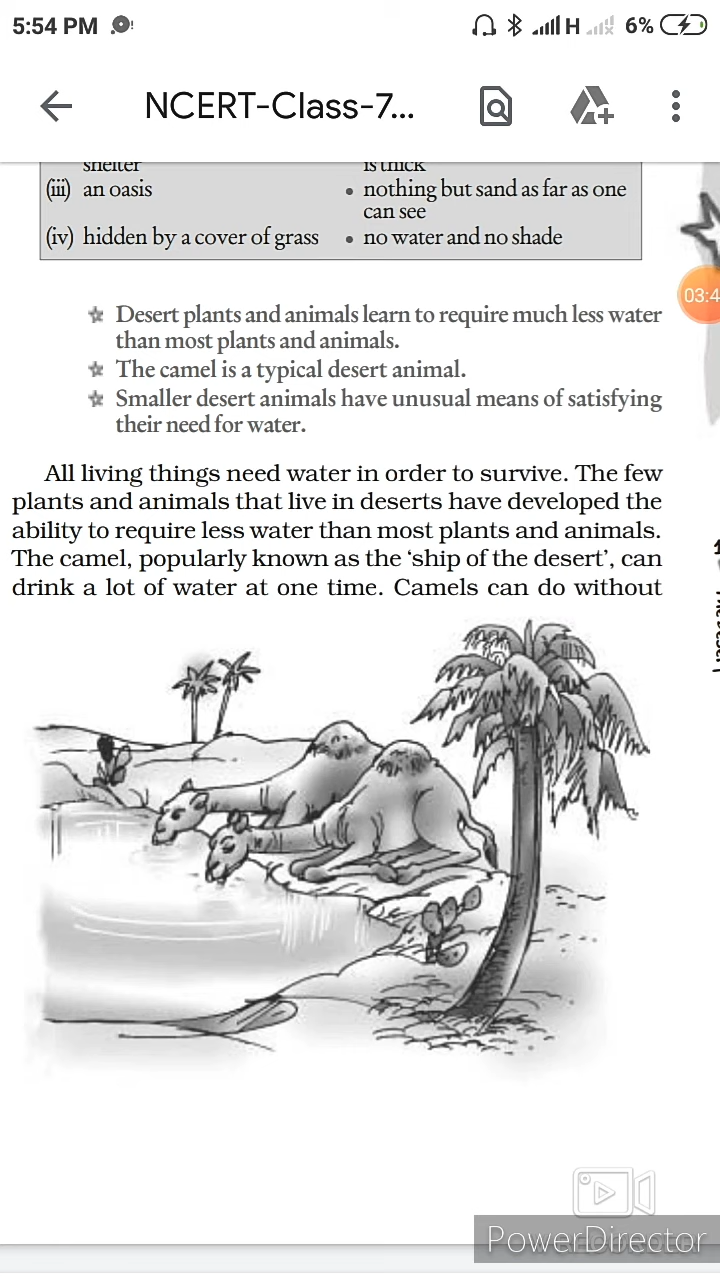 5:54 PM
H
6%
NCERT-Class-7...
shelter
is thick
(iii) an oasis
• nothing but sand as far as one
can see
(iv) hidden by a cover of grass
• no water and no shade
03:4
Desert plants and animals learn to require much less water
than most plants and animals.
The camel is a typical desert animal.
Smaller desert animals have unusual means of satisfying
their need for water.
All living things need water in order to survive. The few
plants and animals that live in deserts have developed the
ability to require less water than most plants and animals.
The camel, popularly known as the ‘ship of the desert’, can
drink a lot of water at one time. Camels can do without
PowerDirector